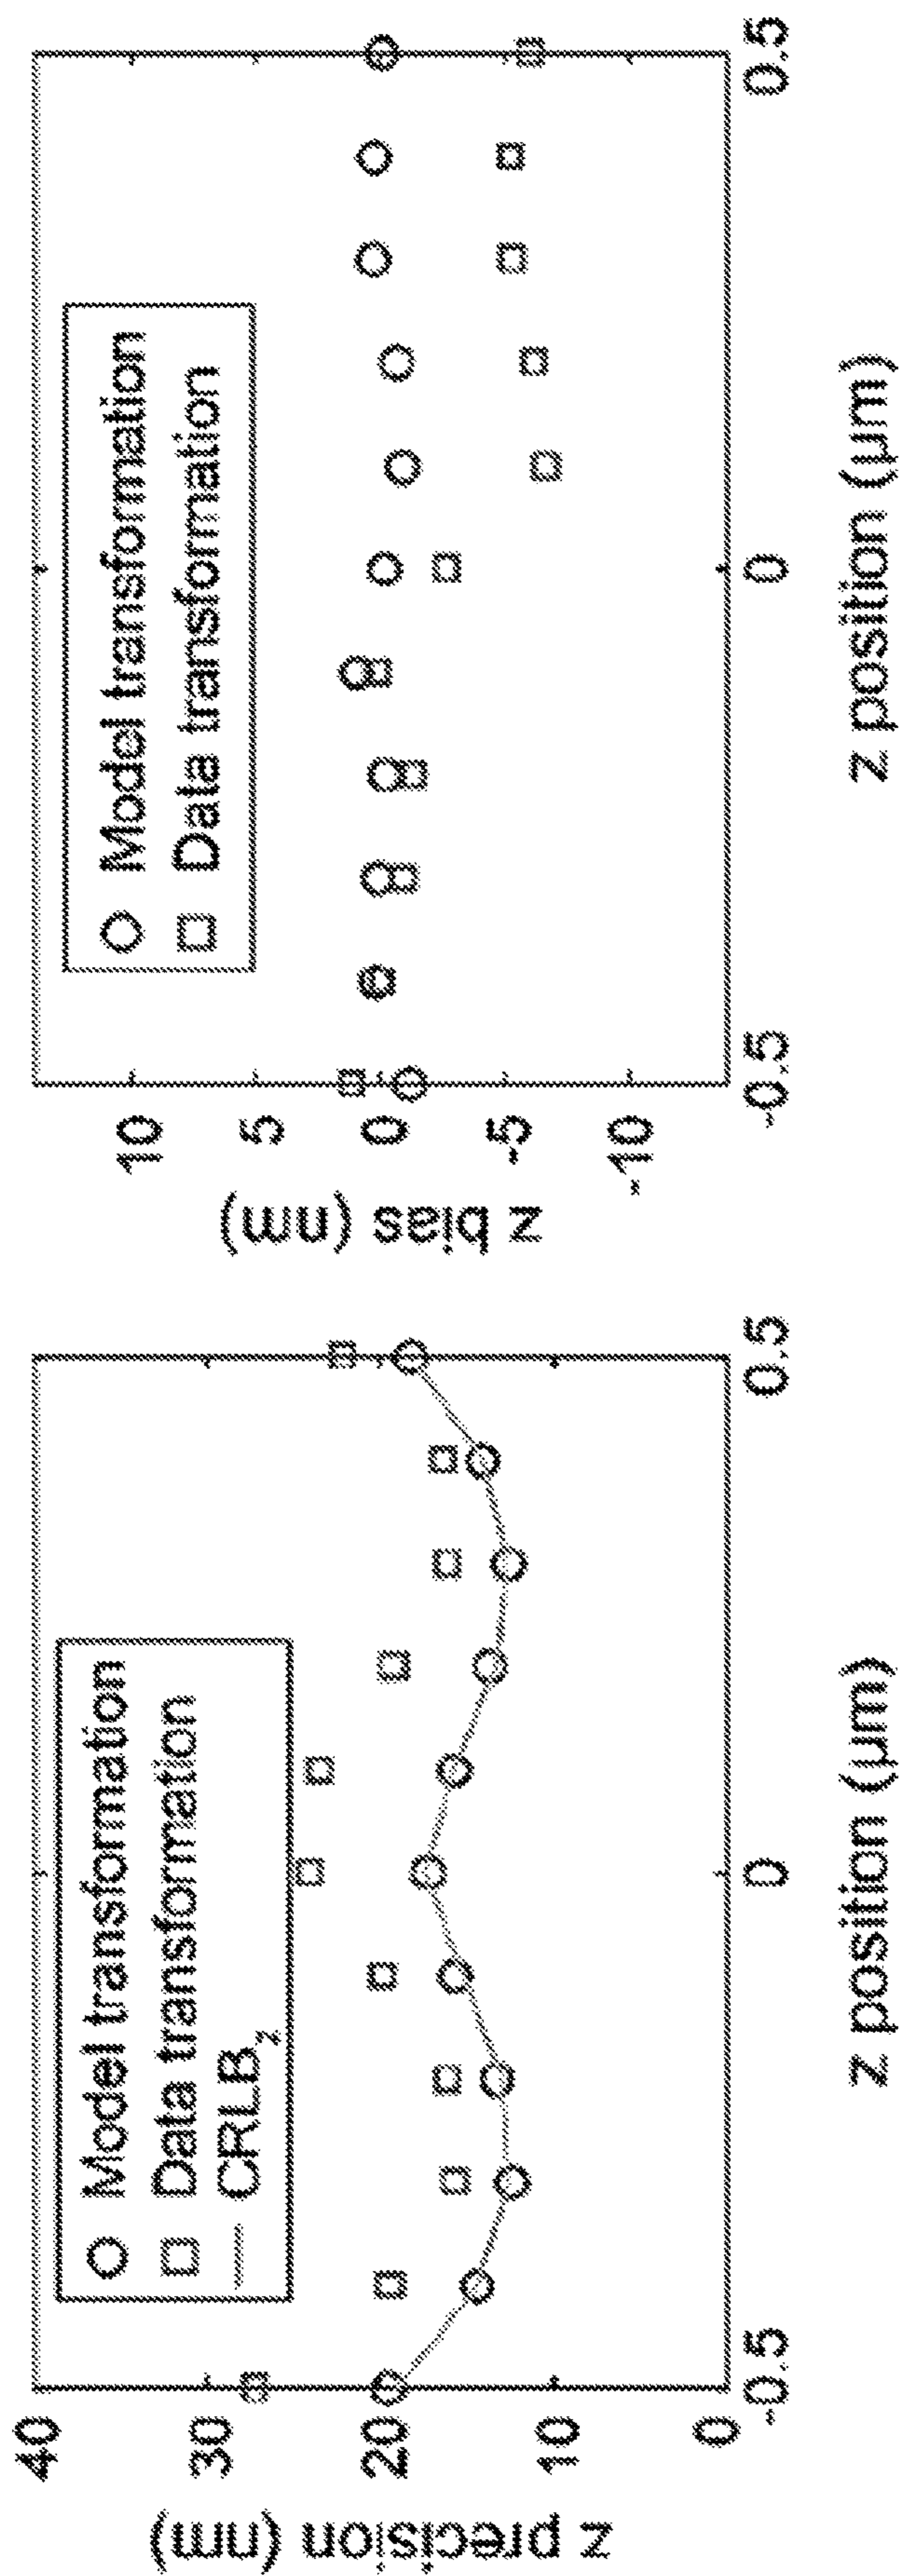 z precision (nm)
40
30
20
10
0
Model transformation
Data transformation
CRLBz
-0.5
0
0.5
z position (µm)
z bias (nm)
10
5
0
-5
-10
Model transformation
Data transformation
-0.5
0
0.5
z position (µm)